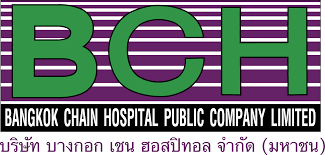 BCH
BANGKOK CHAIN HOSPITAL PUBLIC COMPANY LIMITED
บริษัท บางกอก เชน ฮอสปิทอล จำกัด (มหาชน)